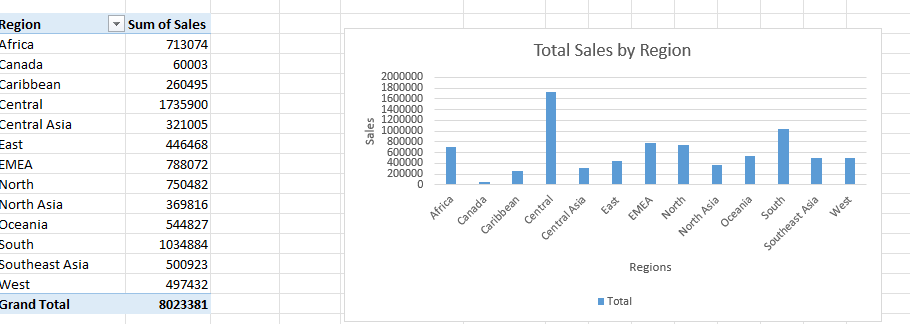 Region Sum of Sales
Africa 713074
Canada 60003
Caribbean 260495
Central 1735900
Central Asia 321005
East 446468
EMEA 788072
North 750482
North Asia 369816
Oceania 544827
South 1034884
Southeast Asia 500923
West 497432
Grand Total 8023381
Total Sales by Region
Sales
2000000
1800000
1600000
1400000
1200000
1000000
800000
600000
400000
200000
0
Africa
Canada
Caribbean
Central
Central Asia
East
EMEA
North
North Asia
Oceania
South
Southeast Asia
West
Regions
Total